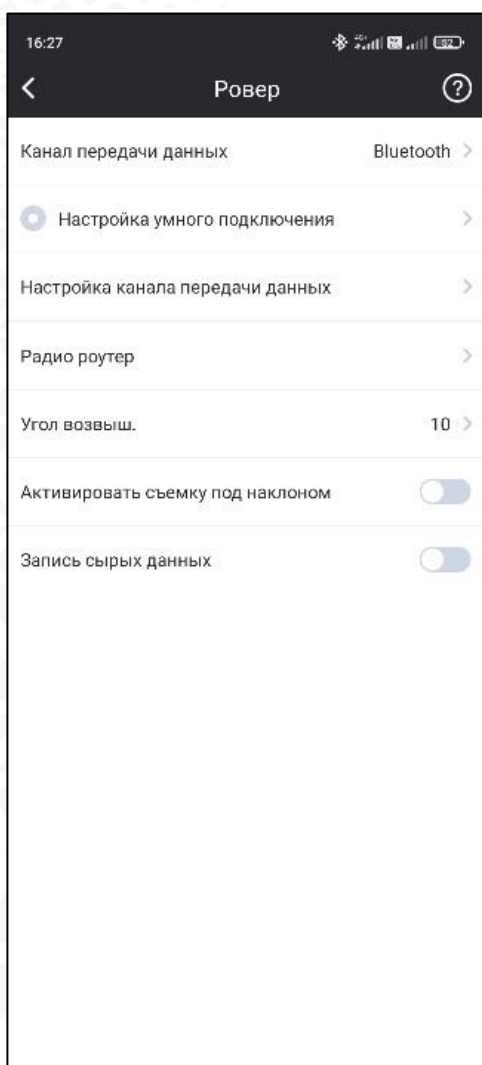 16:27
52
Ровер
Канал передачи данных Bluetooth
Настройка умного подключения
Настройка канала передачи данных
Радио роутер
Угол возвыш. 10
Активировать съемку под наклоном
Запись сырых данных